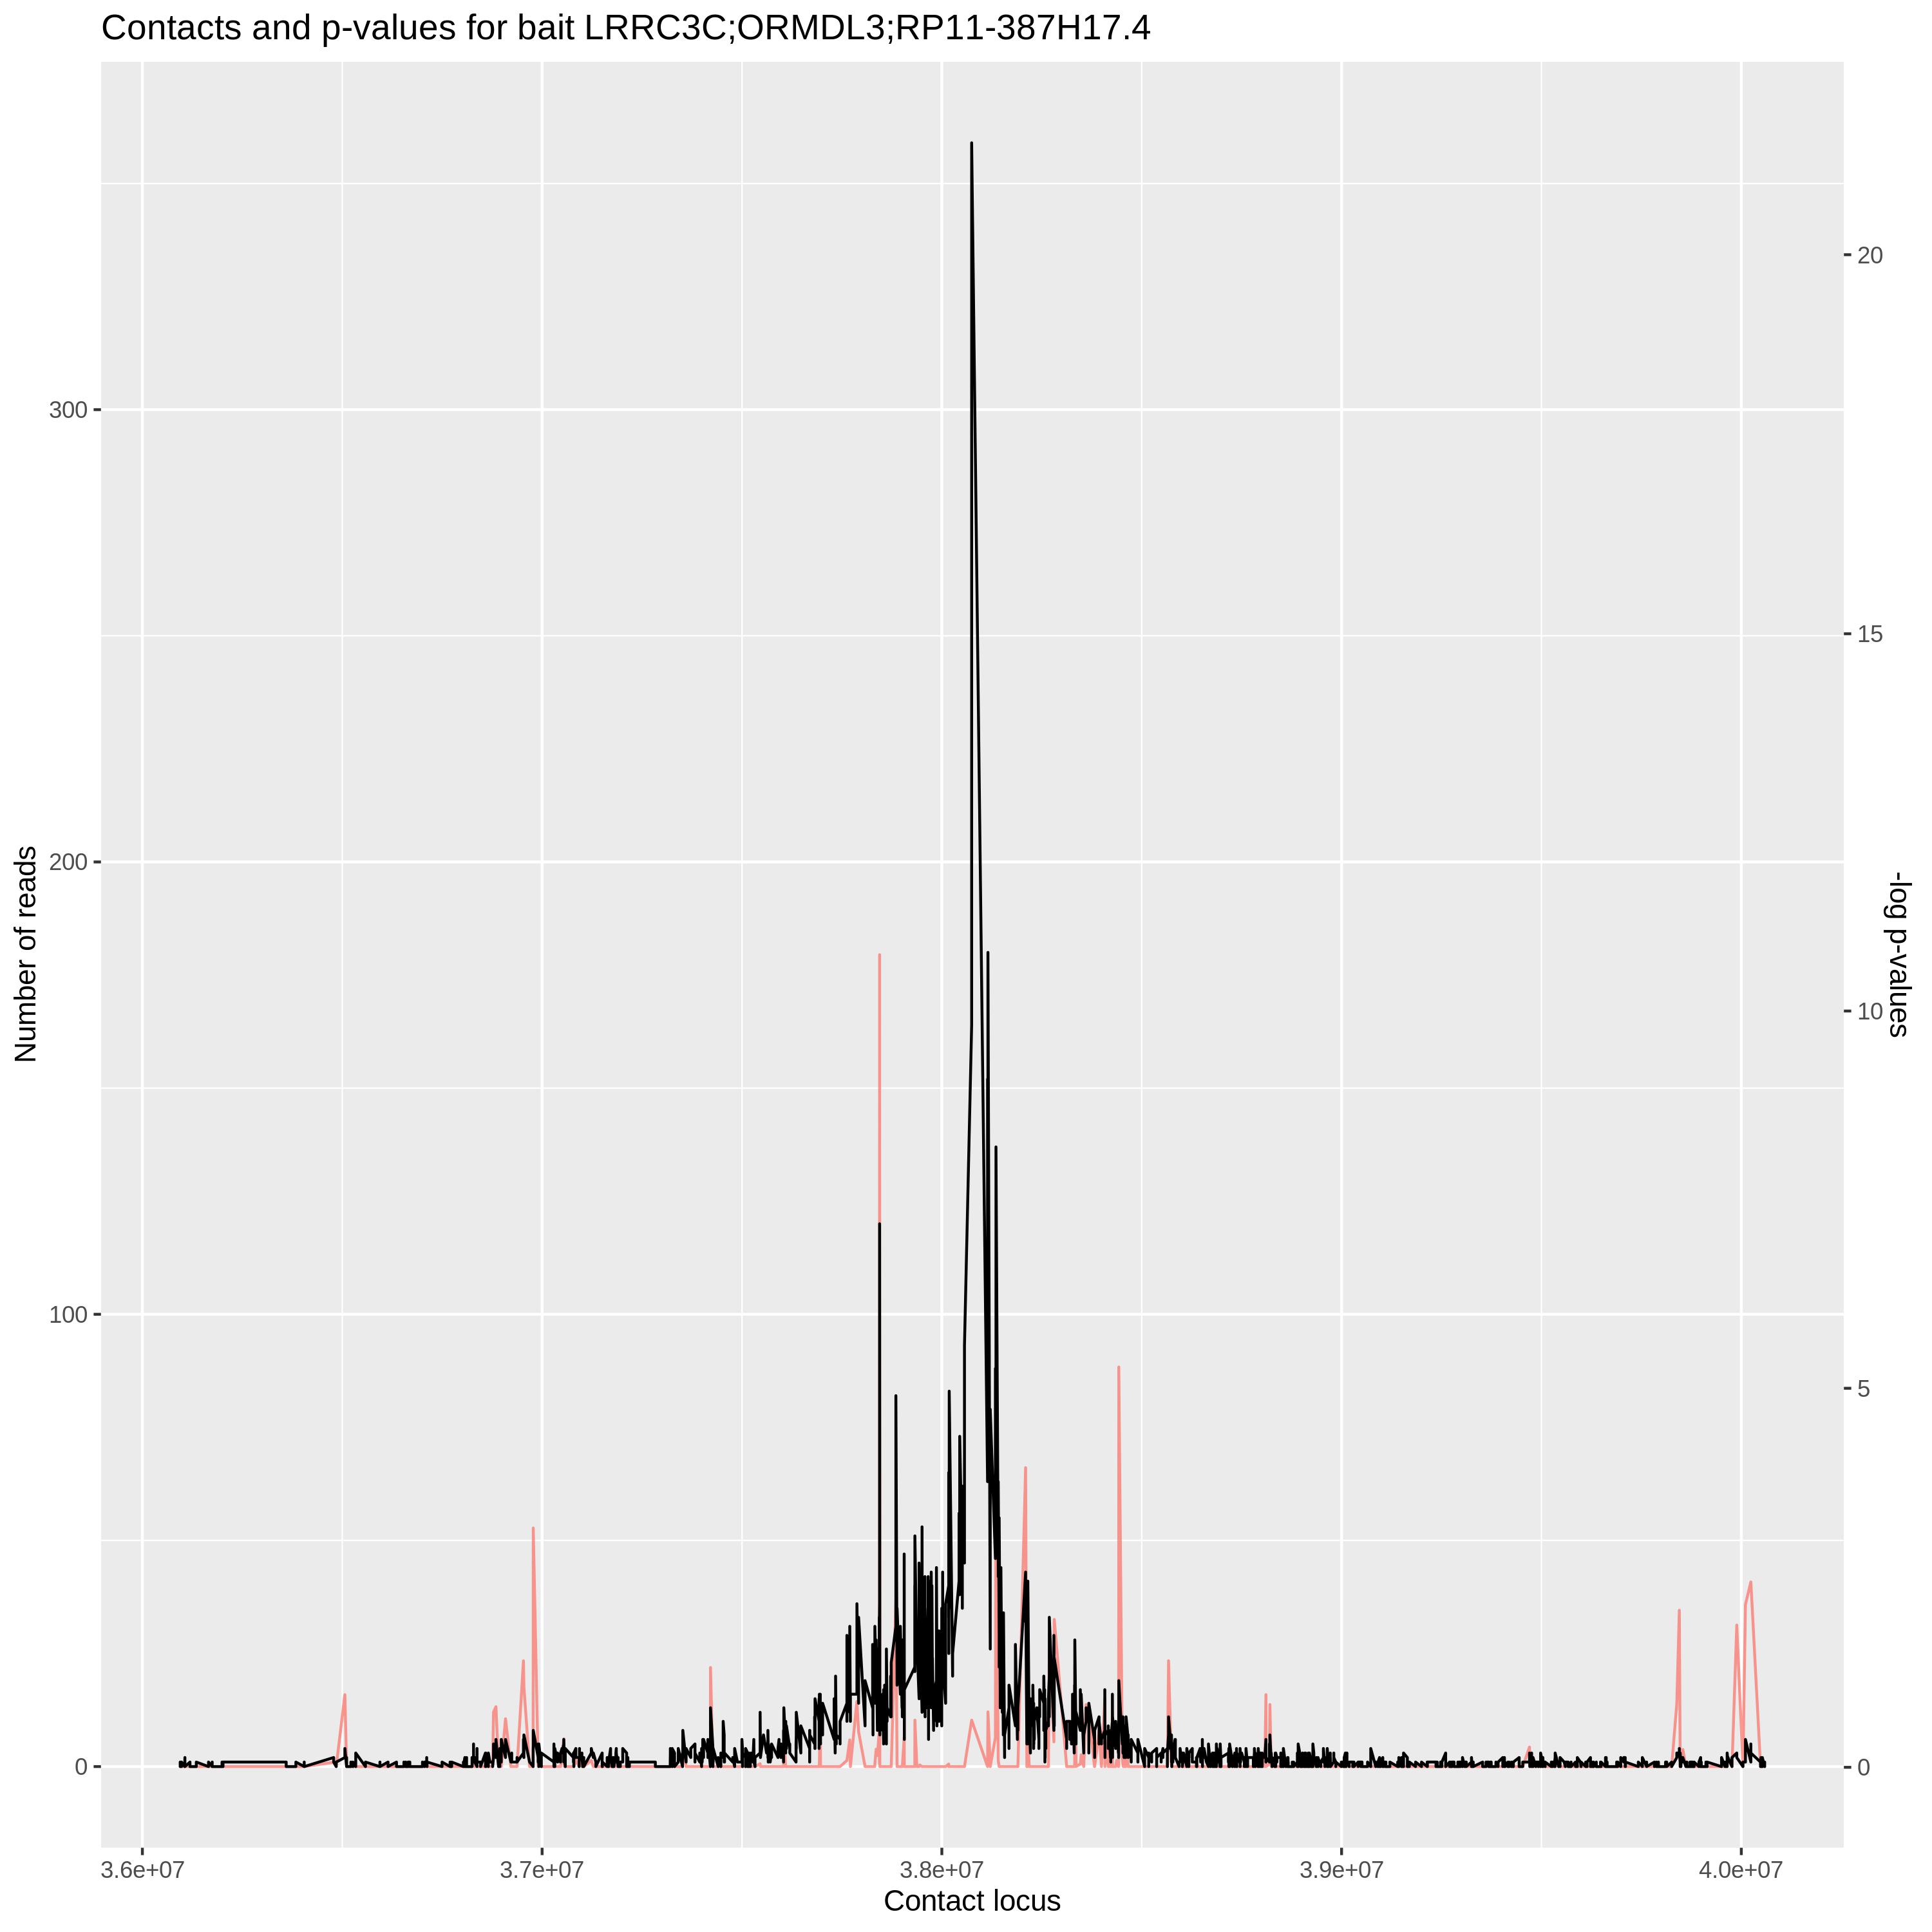 Contacts and p-values for bait LRRC3C;ORMDL3;RP11-387H17.4
Number of reads
300
200
100
0
20
15
10
5
0
-log p-values
3.6e+07
3.7e+07
3.8e+07
3.9e+07
4.0e+07
Contact locus